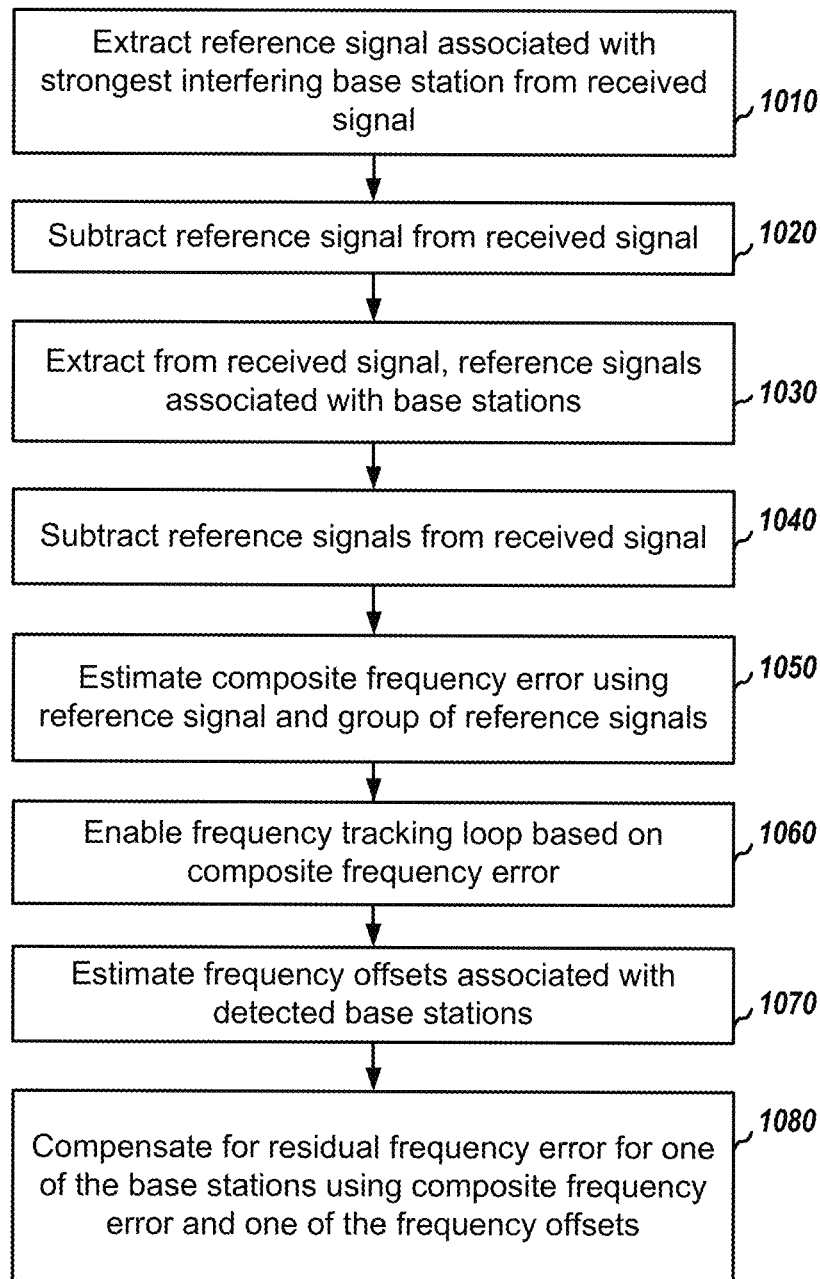 Extract reference signal associated with
strongest interfering base station from received
signal
1010
Subtract reference signal from received signal
1020
Extract from received signal, reference signals
associated with base stations
1030
Subtract reference signals from received signal
1040
Estimate composite frequency error using
reference signal and group of reference signals
1050
Enable frequency tracking loop based on
composite frequency error
1060
Estimate frequency offsets associated with
detected base stations
1070
Compensate for residual frequency error for one
of the base stations using composite frequency
error and one of the frequency offsets
1080